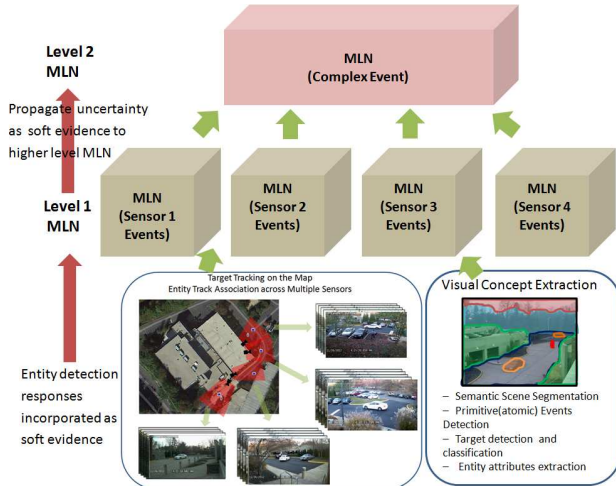 Level 2
MLN
MLN
(Complex Event)
Propagate uncertainty
as soft evidence to
higher level MLN
Level 1
MLN
MLN
(Sensor 1
Events)
MLN
(Sensor 2
Events)
MLN
(Sensor 3
Events)
MLN
(Sensor 4
Events)
Target Tracking on the Map
Entity Track Association across Multiple Sensors
Visual Concept Extraction
Entity detection
responses
incorporated as
soft evidence
– Semantic Scene Segmentation
– Primitive(atomic) Events
Detection
– Target detection and
classification
– Entity attributes extraction